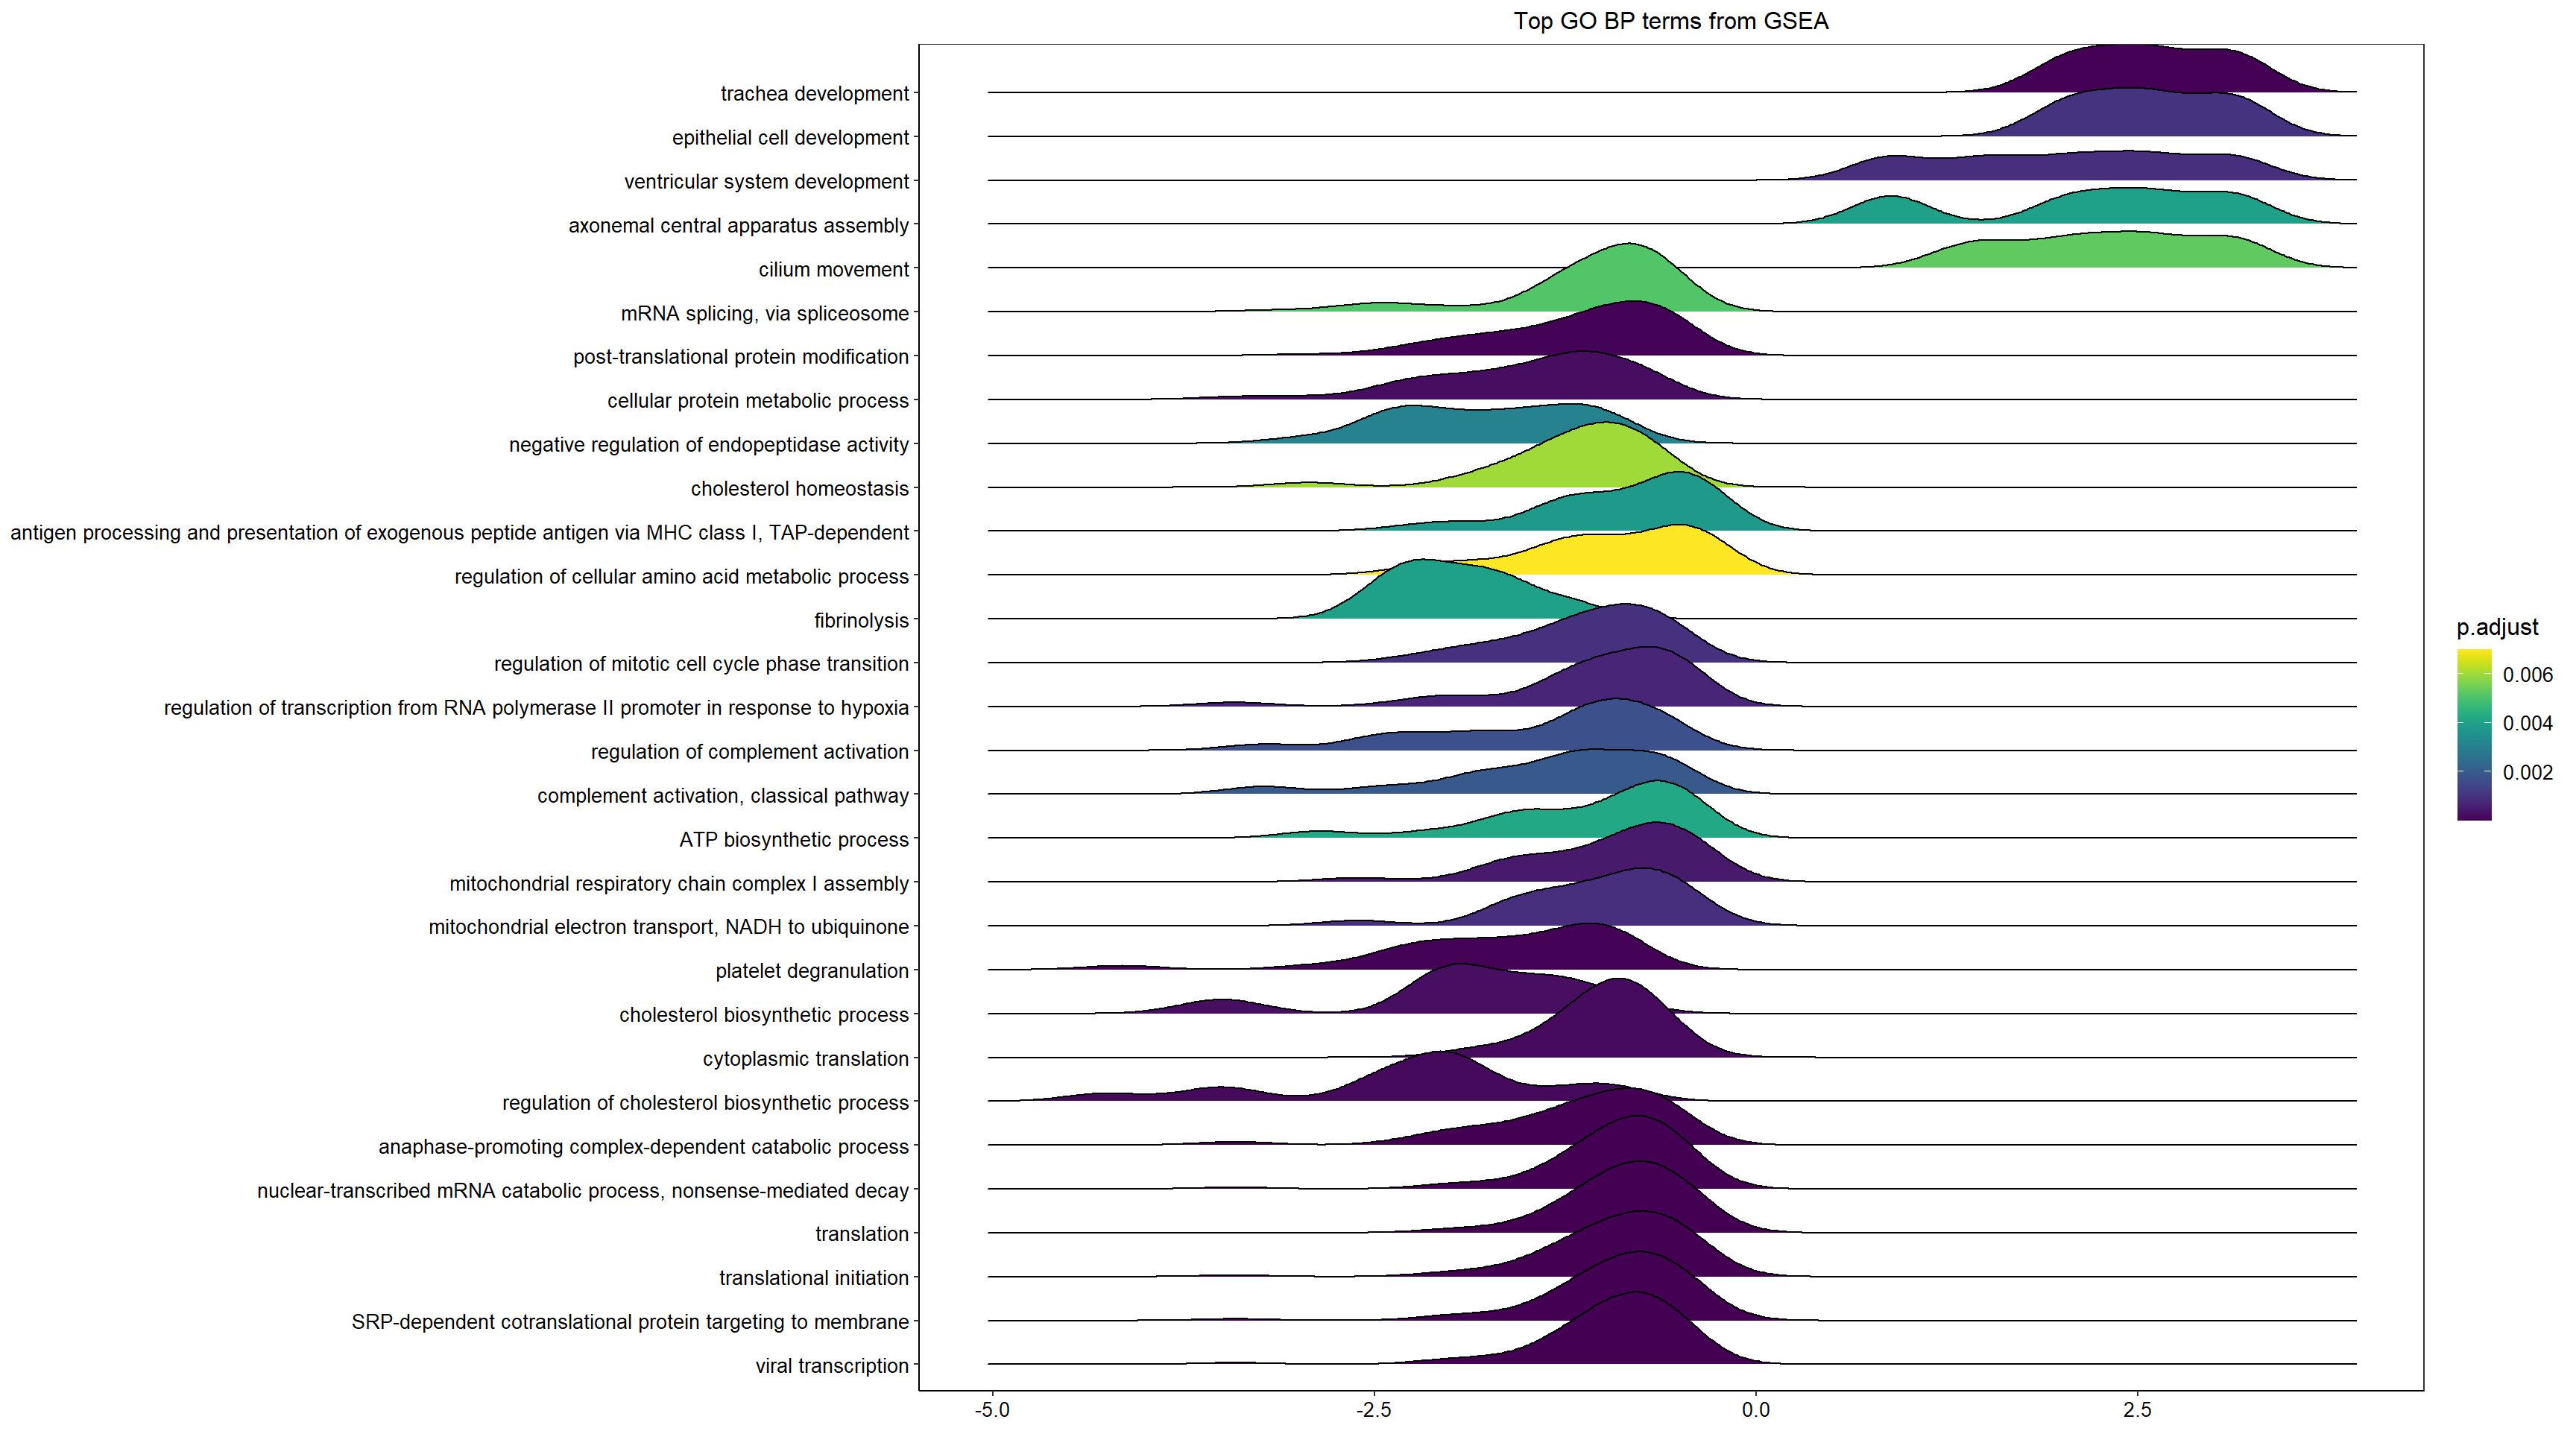 Top GO BP terms from GSEA
trachea development
epithelial cell development
ventricular system development
axonemal central apparatus assembly
cilium movement
mRNA splicing, via spliceosome
post-translational protein modification
cellular protein metabolic process
negative regulation of endopeptidase activity
cholesterol homeostasis
antigen processing and presentation of exogenous peptide antigen via MHC class I, TAP-dependent
regulation of cellular amino acid metabolic process
fibrinolysis
regulation of mitotic cell cycle phase transition
regulation of transcription from RNA polymerase II promoter in response to hypoxia
regulation of complement activation
complement activation, classical pathway
ATP biosynthetic process
mitochondrial respiratory chain complex I assembly
mitochondrial electron transport, NADH to ubiquinone
platelet degranulation
cholesterol biosynthetic process
cytoplasmic translation
regulation of cholesterol biosynthetic process
anaphase-promoting complex-dependent catabolic process
nuclear-transcribed mRNA catabolic process, nonsense-mediated decay
translation
translational initiation
SRP-dependent cotranslational protein targeting to membrane
viral transcription
-5.0 -2.5 0.0 2.5
p.adjust
0.006
0.004
0.002